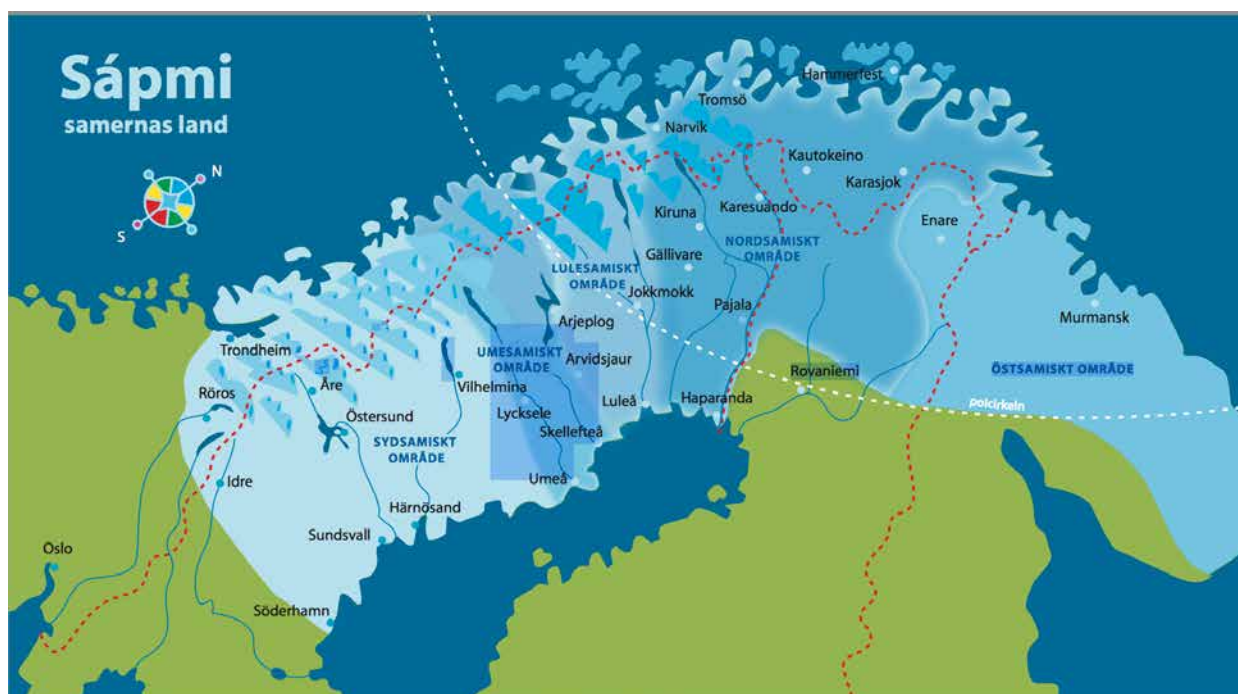 Sápmi
samernas land
N
S
Hammerfest
Tromsö
Narvik
Kautokeino
Karasjok
Kiruna
Karesuando
Enare
NORDSAMISKT
OMRÅDE
Gällivare
LULESAMISKT
OMRÅDE
Jokkmokk
Pajala
Murmansk
Arjeplog
Trondheim
UMESAMISKT
OMRÅDE
Arvidsjaur
Rovaniemi
ÖSTSAMISKT OMRÅDE
Åre
Vilhelmina
Röros
Luleå
Haparanda
polcirkeln
Lycksele
Östersund
Skellefteå
SYDSAMISKT
OMRÅDE
Umeå
Idre
Härnösand
Sundsvall
Oslo
Söderhamn